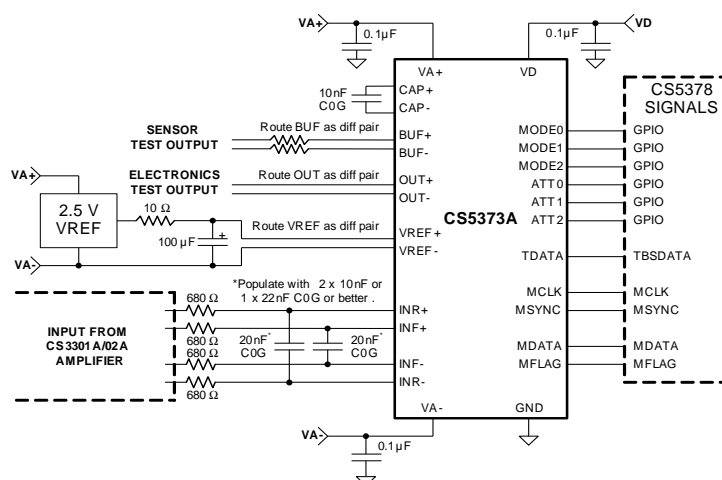 VA+
0.1µF
0.1µF
VD
VA+
VD
CS5378
SIGNALS
10nF
C0G
CAP+
CAP-
SENSOR
TEST OUTPUT
Route BUF as diff pair
BUF+
BUF-
MODE0
GPIO
MODE1
GPIO
MODE2
GPIO
ELECTRONICS
TEST OUTPUT
Route OUT as diff pair
OUT+
OUT-
ATT0
GPIO
ATT1
GPIO
ATT2
GPIO
CS5373A
VA+
2.5 V
VREF
10 Ω
100 µF
+
Route VREF as diff pair
VREF+
VREF-
VA-
TDATA
TBSDATA
*Populate with 2 x 10nF or
1 x 22nF C0G or better .
MCLK
MCLK
MSYNC
MSYNC
INPUT FROM
CS3301A/02A
AMPLIFIER
680 Ω
680 Ω
680 Ω
680 Ω
20nF*
C0G
20nF*
C0G
INR+
INF+
INF-
INR-
MDATA
MDATA
MFLAG
MFLAG
VA-
GND
VA-
0.1µF